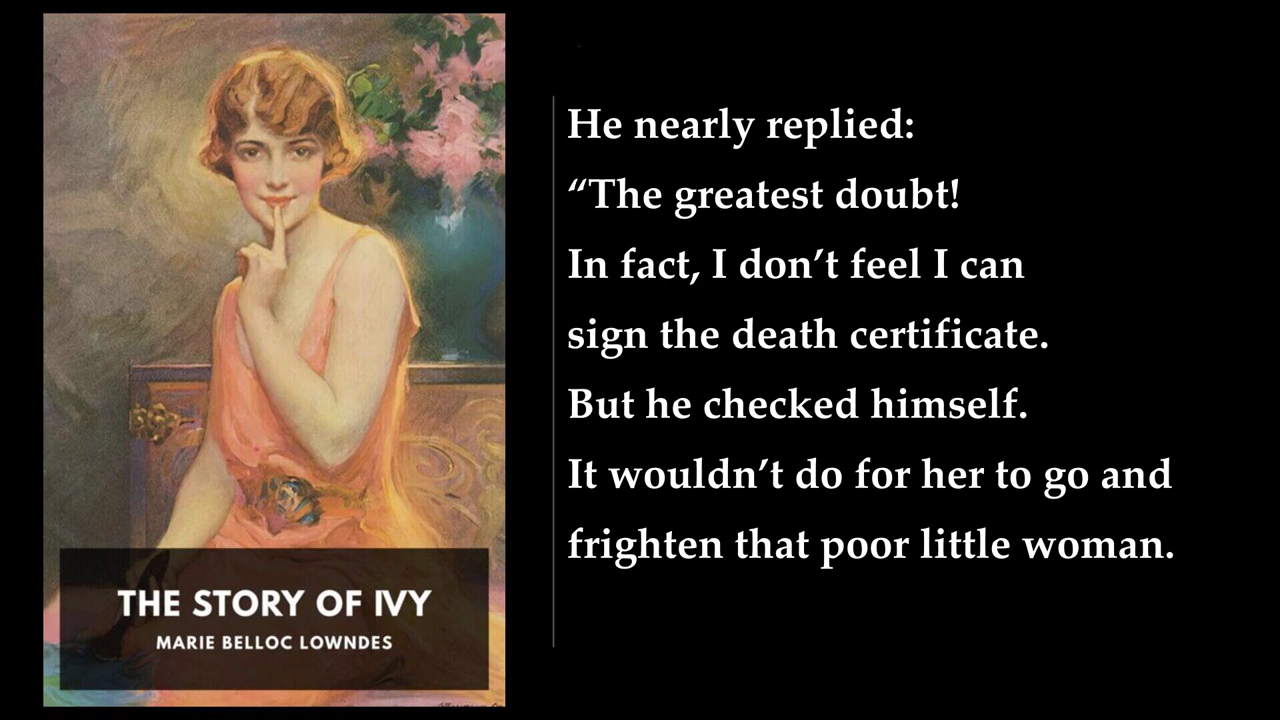 THE STORY OF IVY
MARIE BELLOC LOWNDES
He nearly replied:
“The greatest doubt!
In fact, I don’t feel I can
sign the death certificate.
But he checked himself.
It wouldn’t do for her to go and
frighten that poor little woman.